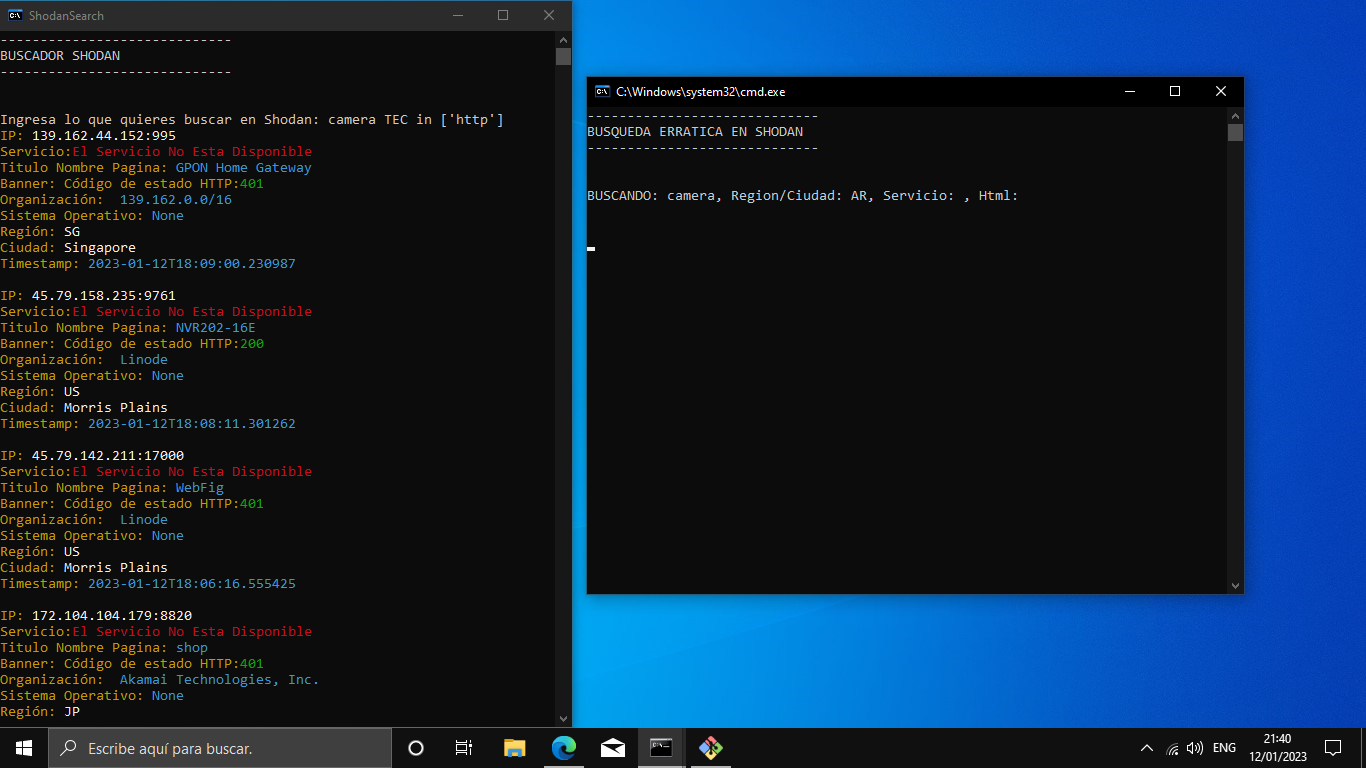 ShodanSearch
-----------------------------
BUSCADOR SHODAN
-----------------------------
Ingresa lo que quieres buscar en Shodan: camera TEC in ['http']
IP: 139.162.44.152:995
Servicio:El Servicio No Esta Disponible
Titulo Nombre Pagina: GPON Home Gateway
Banner: Código de estado HTTP:401
Organización:  139.162.0.0/16
Sistema Operativo: None
Región: SG
Ciudad: Singapore
Timestamp: 2023-01-12T18:09:00.230987
IP: 45.79.158.235:9761
Servicio:El Servicio No Esta Disponible
Titulo Nombre Pagina: NVR202-16E
Banner: Código de estado HTTP:200
Organización:  Linode
Sistema Operativo: None
Región: US
Ciudad: Morris Plains
Timestamp: 2023-01-12T18:08:11.301262
IP: 45.79.142.211:17000
Servicio:El Servicio No Esta Disponible
Titulo Nombre Pagina: WebFig
Banner: Código de estado HTTP:401
Organización:  Linode
Sistema Operativo: None
Región: US
Ciudad: Morris Plains
Timestamp: 2023-01-12T18:06:16.555425
IP: 172.104.104.179:8820
Servicio:El Servicio No Esta Disponible
Titulo Nombre Pagina: shop
Banner: Código de estado HTTP:401
Organización:  Akamai Technologies, Inc.
Sistema Operativo: None
Región: JP
C:\Windows\system32\cmd.exe
-----------------------------
BUSQUEDA ERRATICA EN SHODAN
-----------------------------
BUSCANDO: camera, Region/Ciudad: AR, Servicio: , Html:
Escribe aquí para buscar.
ENG
21:40
12/01/2023